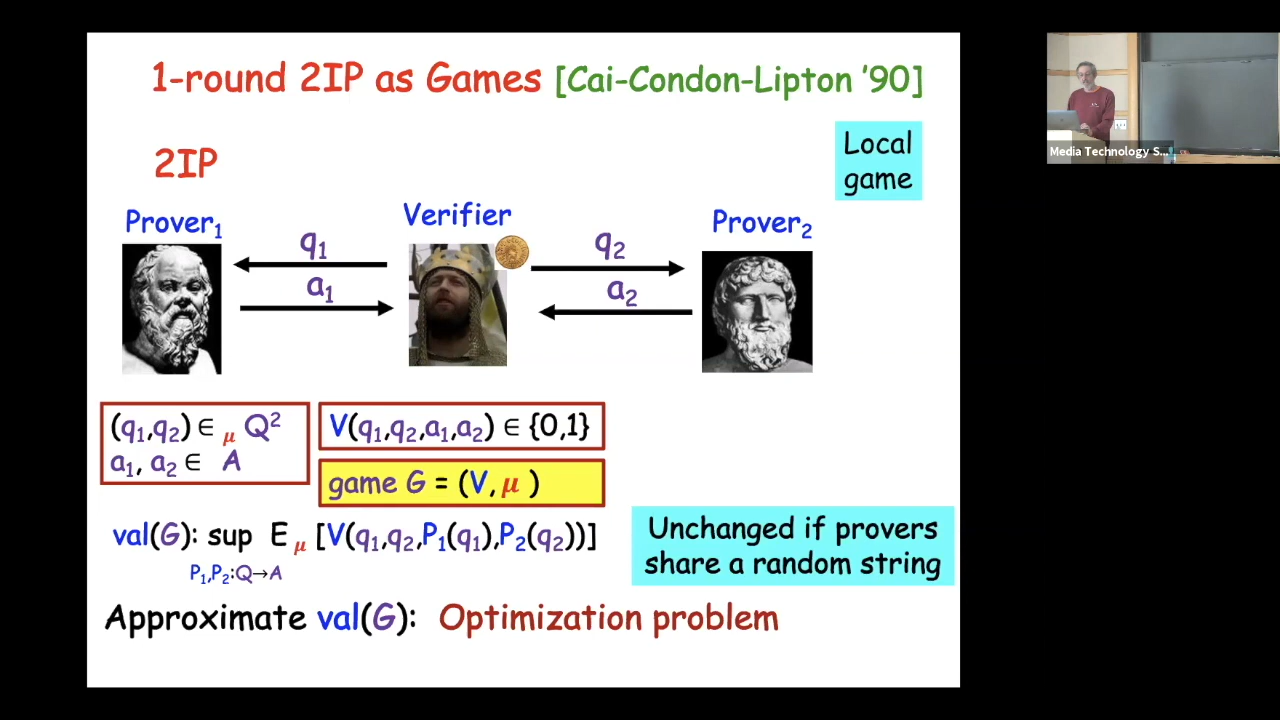 1-round 2IP as Games [Cai-Condon-Lipton '90]
Local
game
2IP
Prover₁
Verifier
Prover₂
q₁
q₂
a₁
a₂
(q₁,q₂) ∈ μ Q²
a₁, a₂ ∈ A
V(q₁,q₂,a₁,a₂) ∈ {0,1}
game G = (V, μ )
val(G): sup E μ [V(q₁,q₂,P₁(q₁),P₂(q₂))]
P₁,P₂:Q→A
Unchanged if provers
share a random string
Approximate val(G): Optimization problem
Media Technology S...